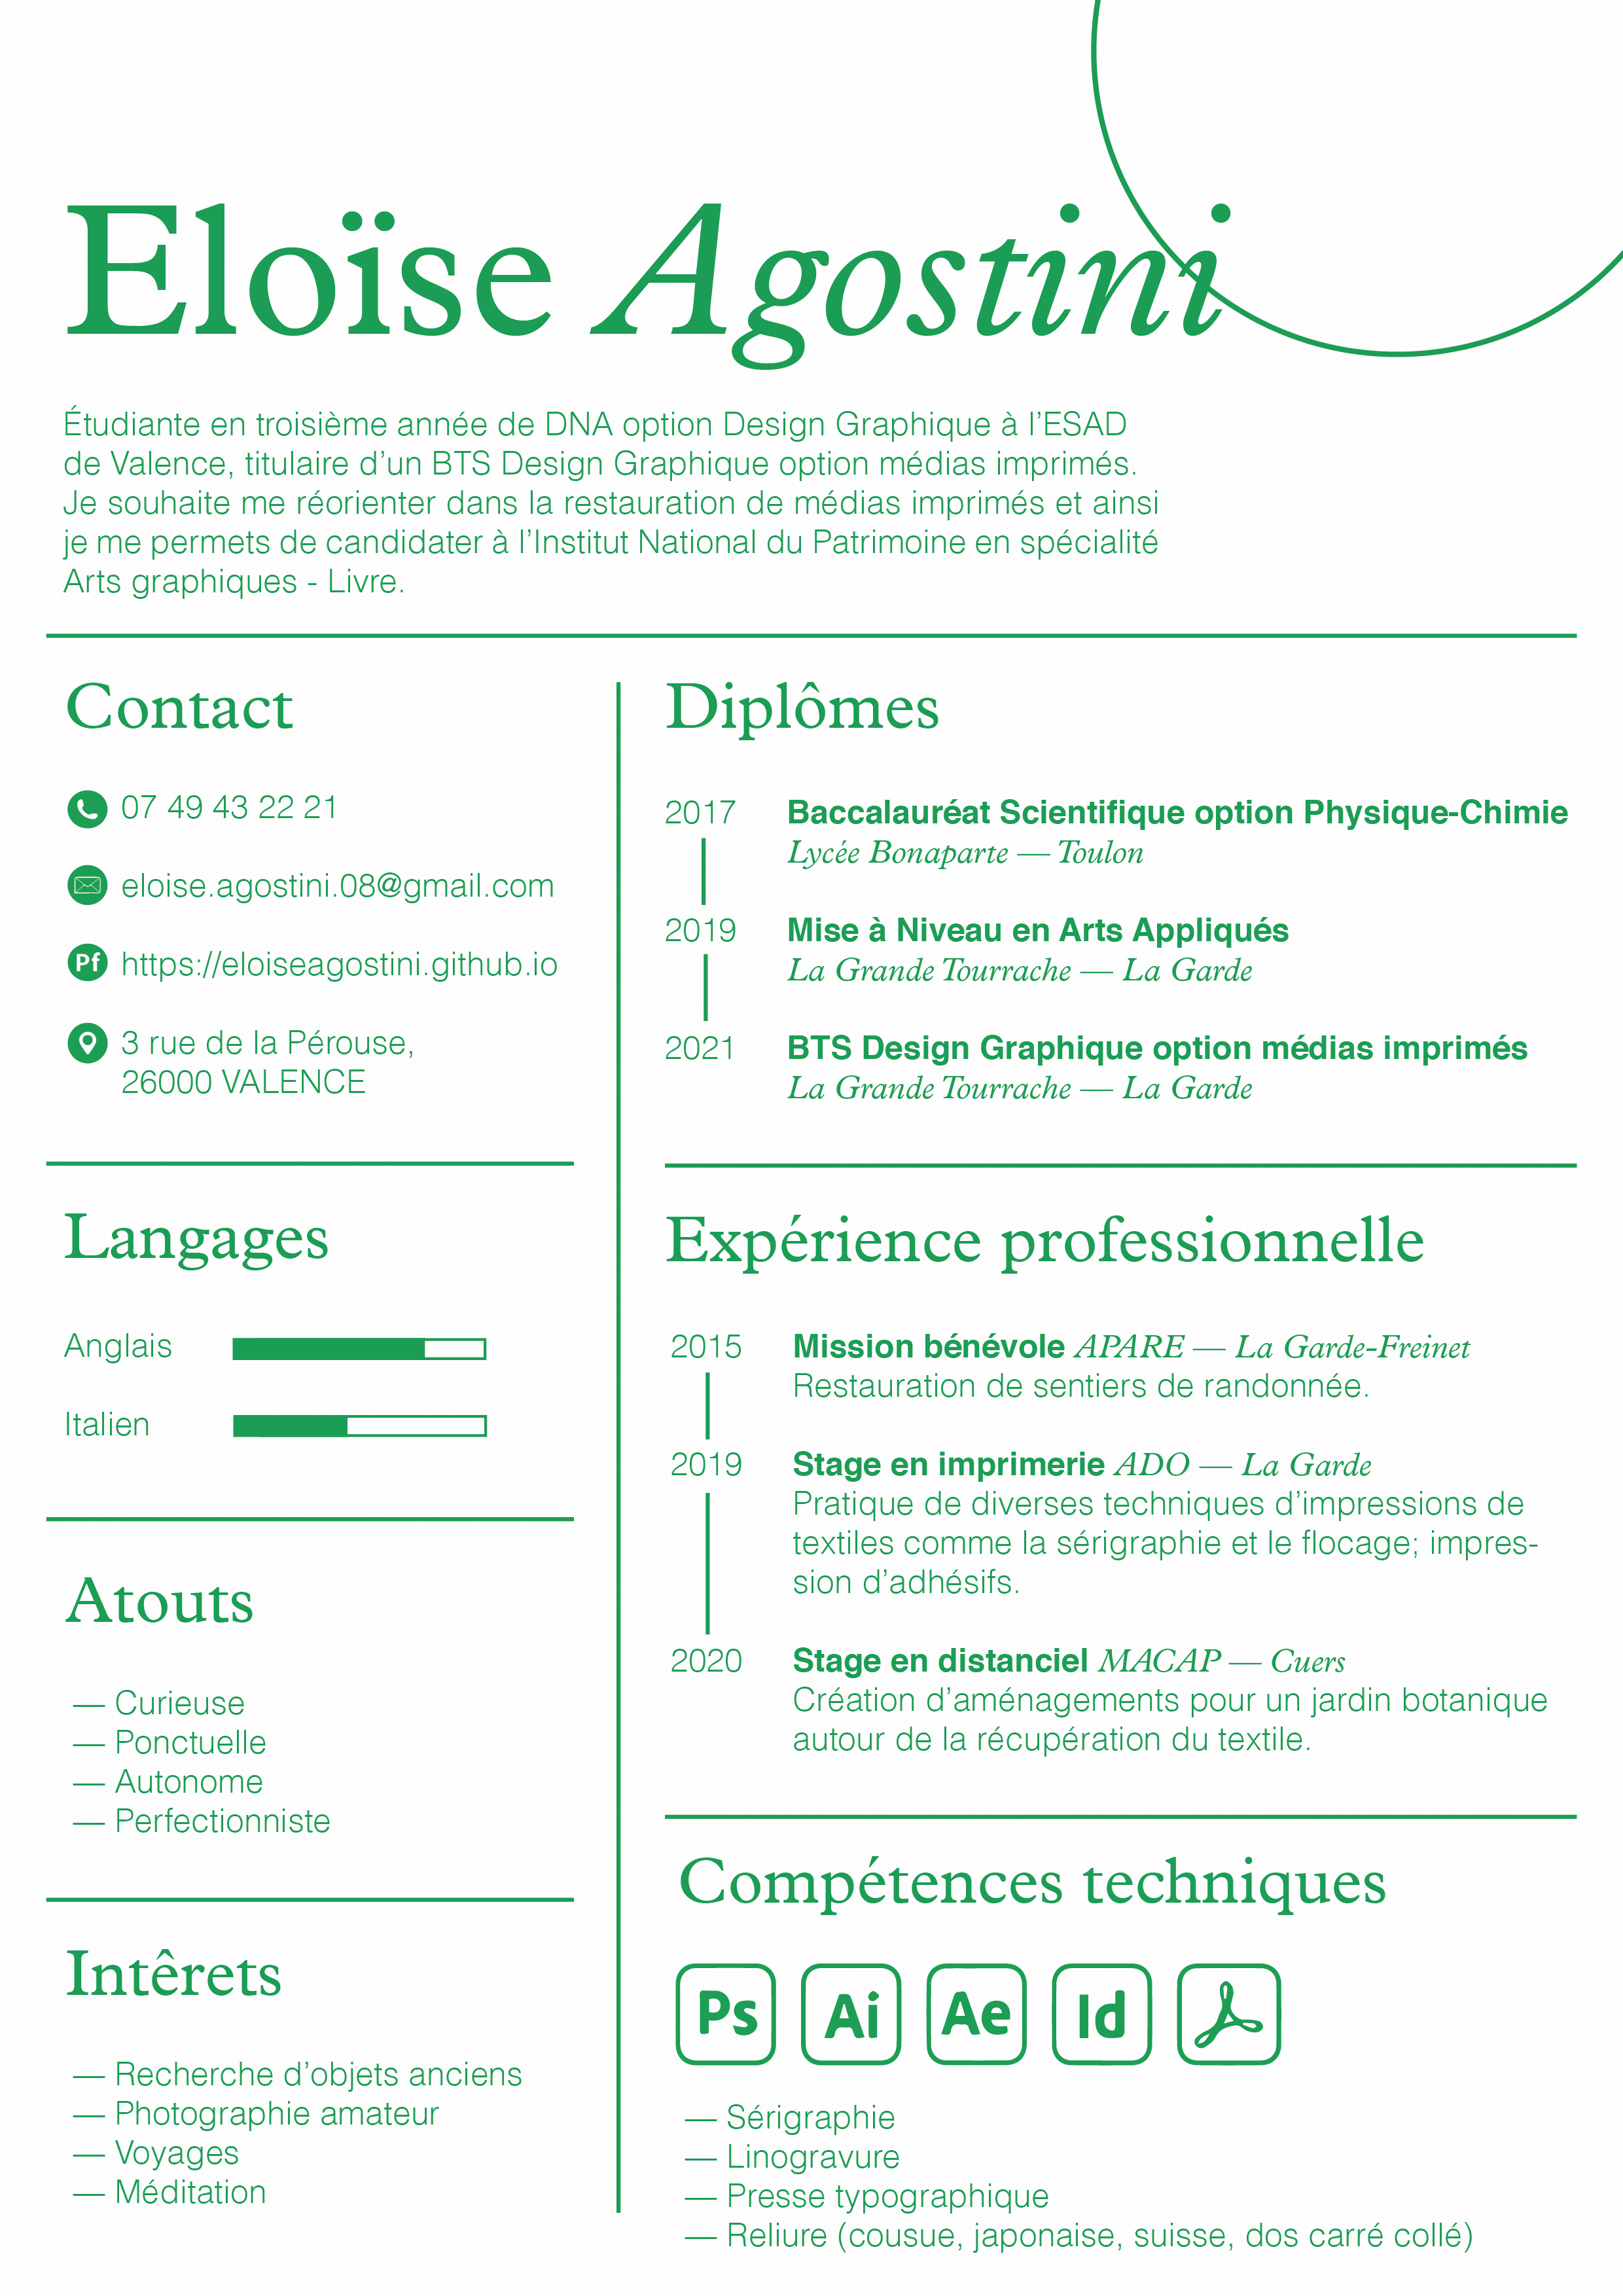 Eloïse Agostini
Étudiante en troisième année de DNA option Design Graphique à l’ESAD
de Valence, titulaire d’un BTS Design Graphique option médias imprimés.
Je souhaite me réorienter dans la restauration de médias imprimés et ainsi
je me permets de candidater à l’Institut National du Patrimoine en spécialité
Arts graphiques - Livre.
Contact
07 49 43 22 21
eloise.agostini.08@gmail.com
Pf https://eloiseagostini.github.io
3 rue de la Pérouse,
26000 VALENCE
Langages
Anglais
Italien
Atouts
— Curieuse
— Ponctuelle
— Autonome
— Perfectionniste
Intêrets
— Recherche d’objets anciens
— Photographie amateur
— Voyages
— Méditation
Diplômes
2017 Baccalauréat Scientifique option Physique-Chimie
Lycée Bonaparte — Toulon
2019 Mise à Niveau en Arts Appliqués
La Grande Tourrache — La Garde
2021 BTS Design Graphique option médias imprimés
La Grande Tourrache — La Garde
Expérience professionnelle
2015 Mission bénévole APARE — La Garde-Freinet
Restauration de sentiers de randonnée.
2019 Stage en imprimerie ADO — La Garde
Pratique de diverses techniques d’impressions de
textiles comme la sérigraphie et le flocage; impres-
sion d’adhésifs.
2020 Stage en distanciel MACAP — Cuers
Création d’aménagements pour un jardin botanique
autour de la récupération du textile.
Compétences techniques
Ps Ai Ae Id
— Sérigraphie
— Linogravure
— Presse typographique
— Reliure (cousue, japonaise, suisse, dos carré collé)